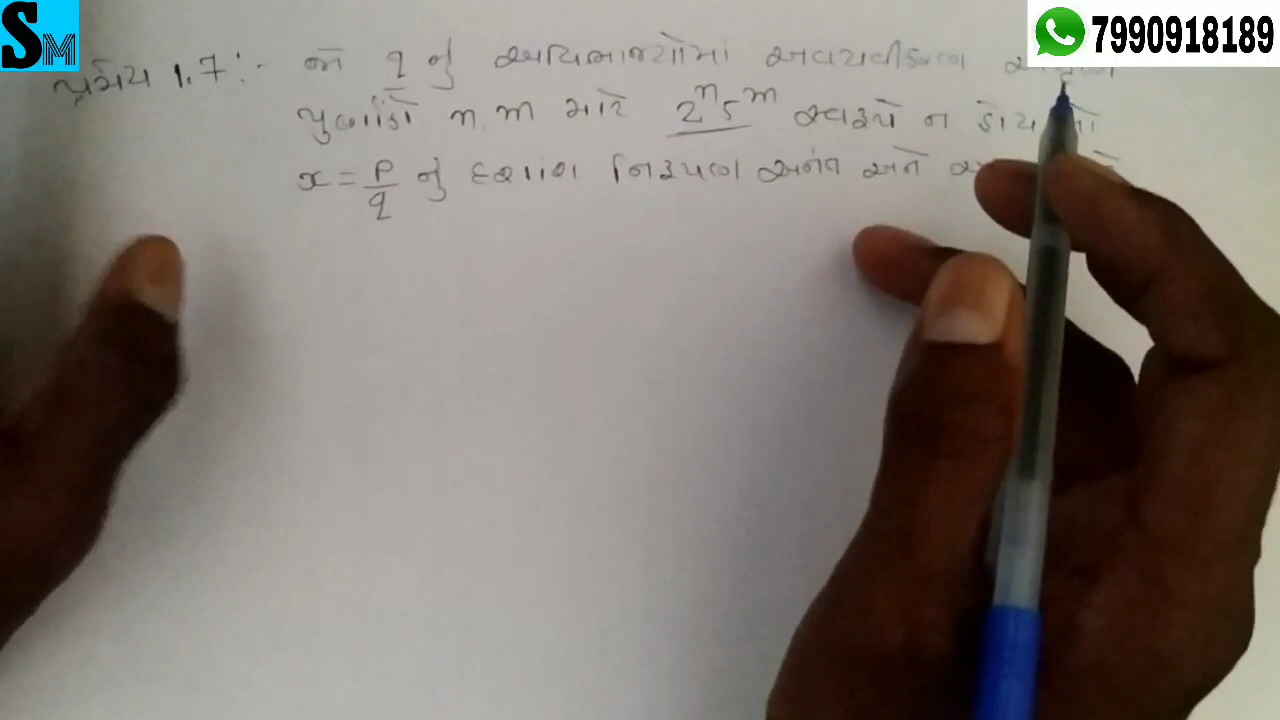 SM
7990918189
પ્રમેય 1.7 :- જો q નું અવિભાજ્યોમાં અવયવીકરણ
પુર્ણાંકો n, m માટે 2ⁿ5ᵐ સ્વરૂપે ન હોય તો
x = p/q નું દશાંશ નિરૂપણ અનંત અને